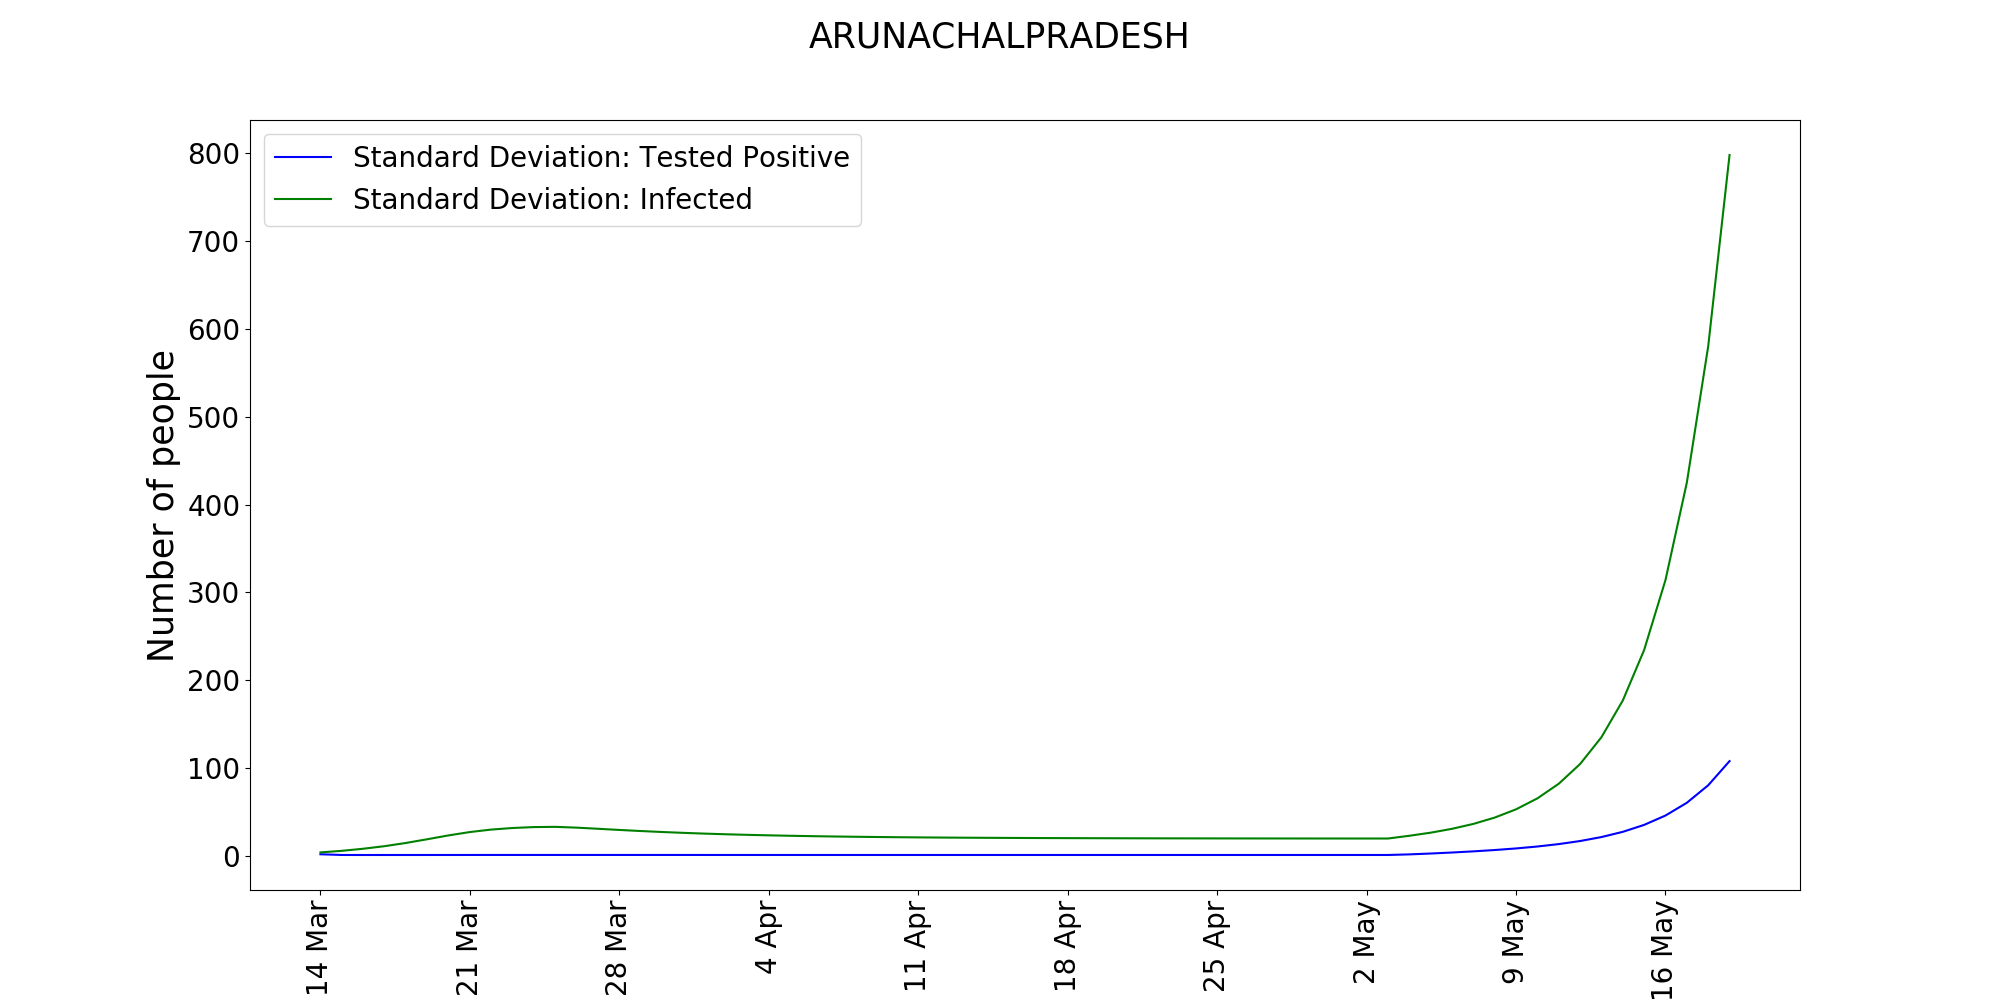 ARUNACHALPRADESH
Standard Deviation: Tested Positive
Standard Deviation: Infected
Number of people
800
700
600
500
400
300
200
100
0
14 Mar
21 Mar
28 Mar
4 Apr
11 Apr
18 Apr
25 Apr
2 May
9 May
16 May